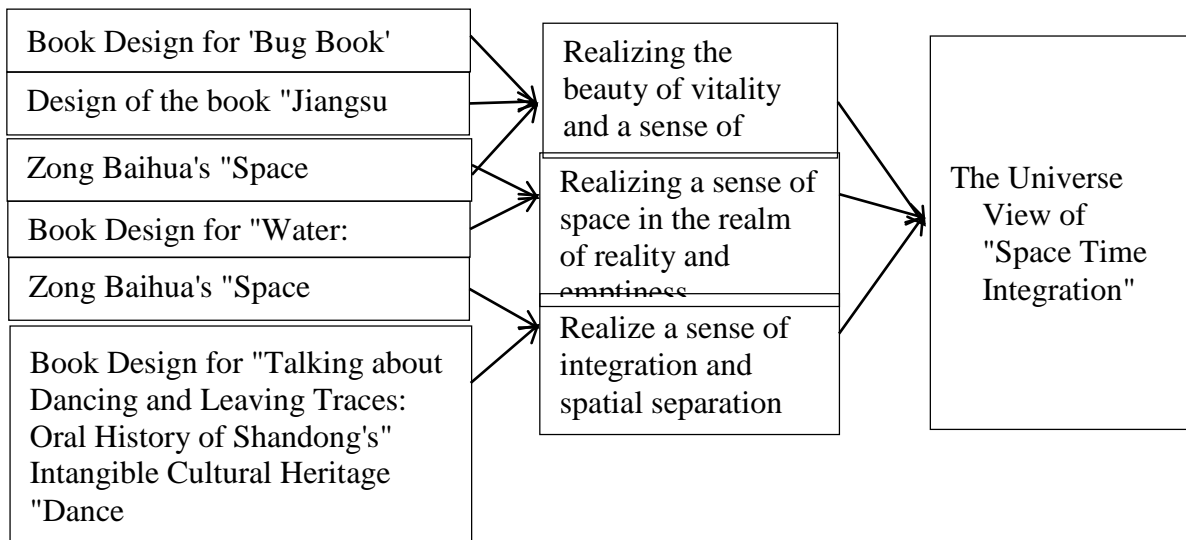 Book Design for 'Bug Book'
Design of the book "Jiangsu
Zong Baihua's "Space
Book Design for "Water:
Zong Baihua's "Space
Book Design for "Talking about
Dancing and Leaving Traces:
Oral History of Shandong's"
Intangible Cultural Heritage
"Dance
Realizing the
beauty of vitality
and a sense of
Realizing a sense of
space in the realm
of reality and
emptiness
Realize a sense of
integration and
spatial separation
The Universe
View of
"Space Time
Integration"